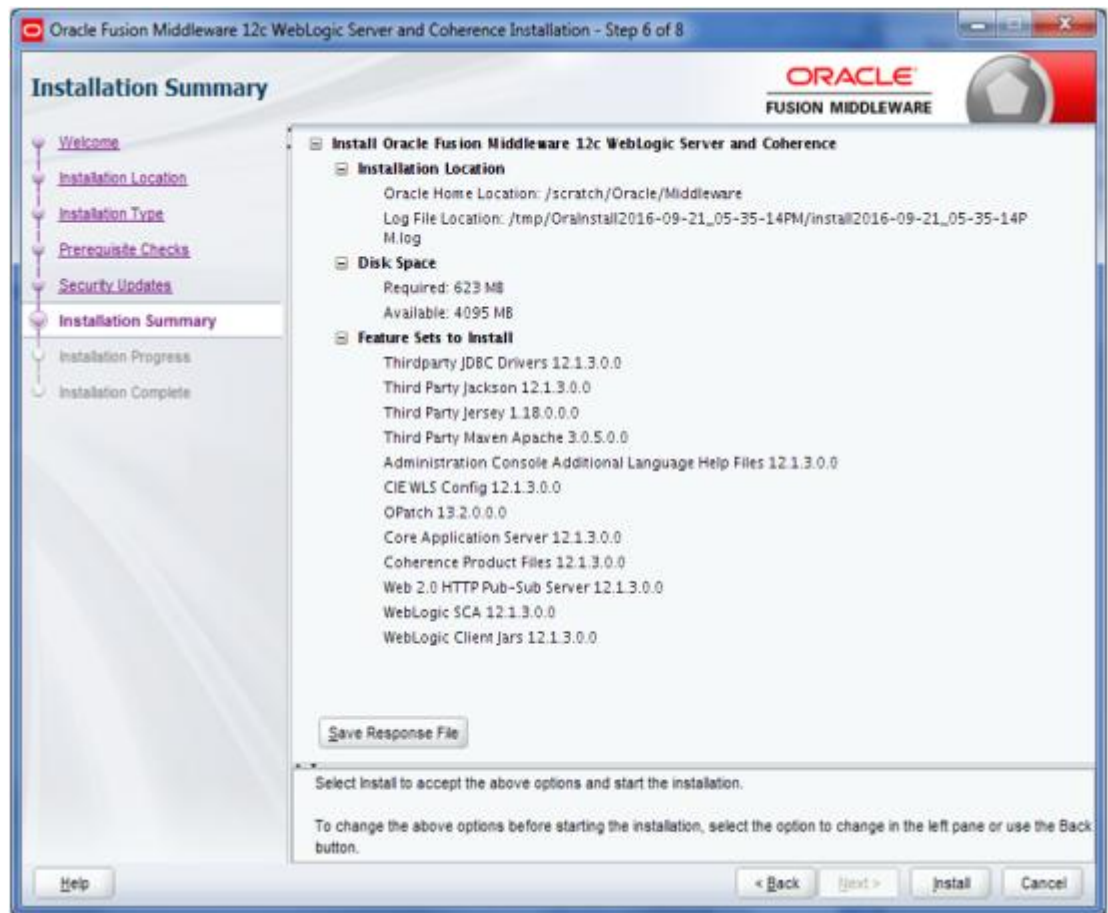 Oracle Fusion Middleware 12c WebLogic Server and Coherence Installation - Step 6 of 8
Installation Summary
ORACLE
FUSION MIDDLEWARE
Welcome
Installation Location
Installation Type
Prerequisite Checks
Security Updates
Installation Summary
Installation Progress
Installation Complete
Install Oracle Fusion Middleware 12c WebLogic Server and Coherence
Installation Location
Oracle Home Location: /scratch/Oracle/Middleware
Log File Location: /tmp/OraInstall2016-09-21_05-35-14PM/install2016-09-21_05-35-14P
M.log
Disk Space
Required: 623 MB
Available: 4095 MB
Feature Sets to Install
Thirdparty JDBC Drivers 12.1.3.0.0
Third Party Jackson 12.1.3.0.0
Third Party Jersey 1.18.0.0.0
Third Party Maven Apache 3.0.5.0.0
Administration Console Additional Language Help Files 12.1.3.0.0
CIE WLS Config 12.1.3.0.0
OPatch 13.2.0.0.0
Core Application Server 12.1.3.0.0
Coherence Product Files 12.1.3.0.0
Web 2.0 HTTP Pub-Sub Server 12.1.3.0.0
WebLogic SCA 12.1.3.0.0
WebLogic Client Jars 12.1.3.0.0
Save Response File
Select Install to accept the above options and start the installation.
To change the above options before starting the installation, select the option to change in the left pane or use the Back
button.
Help
< Back
Next >
Install
Cancel